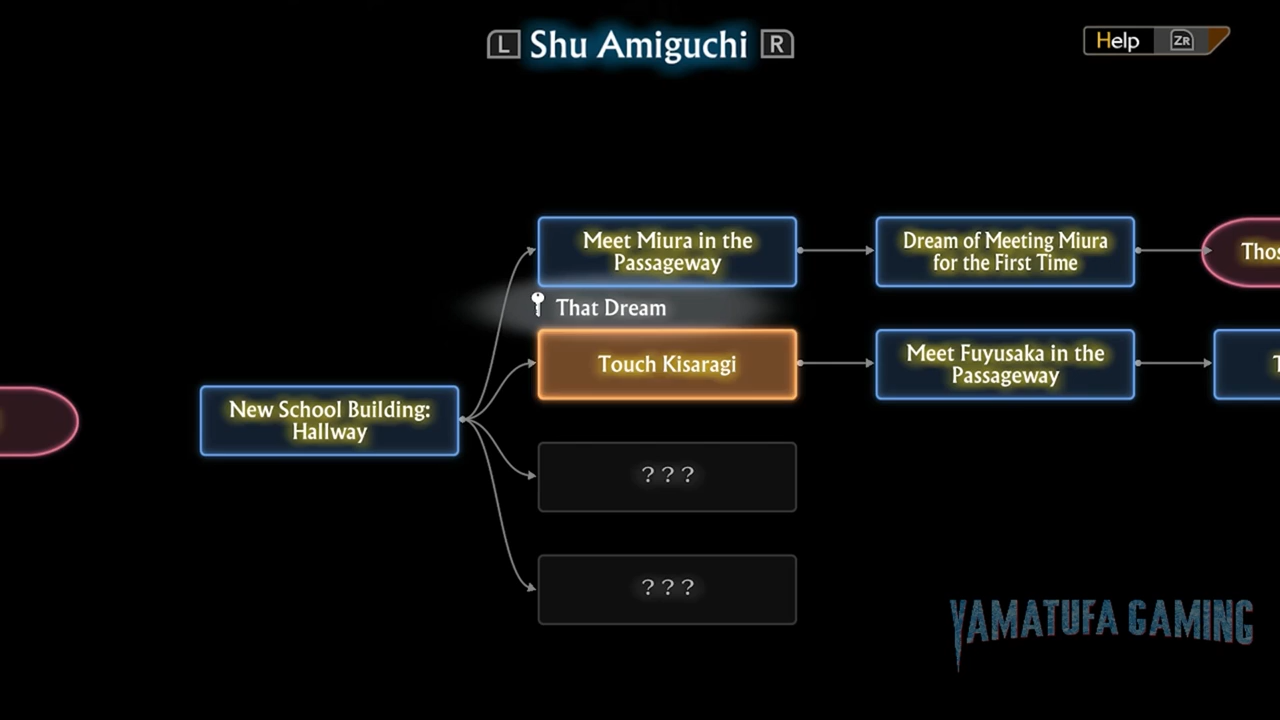 L Shu Amiguchi R
Help ZR
Meet Miura in the
Passageway
Dream of Meeting Miura
for the First Time
Thos
That Dream
Touch Kisaragi
Meet Fuyusaka in the
Passageway
T
New School Building:
Hallway
? ? ?
? ? ?
YAMATUFA GAMING